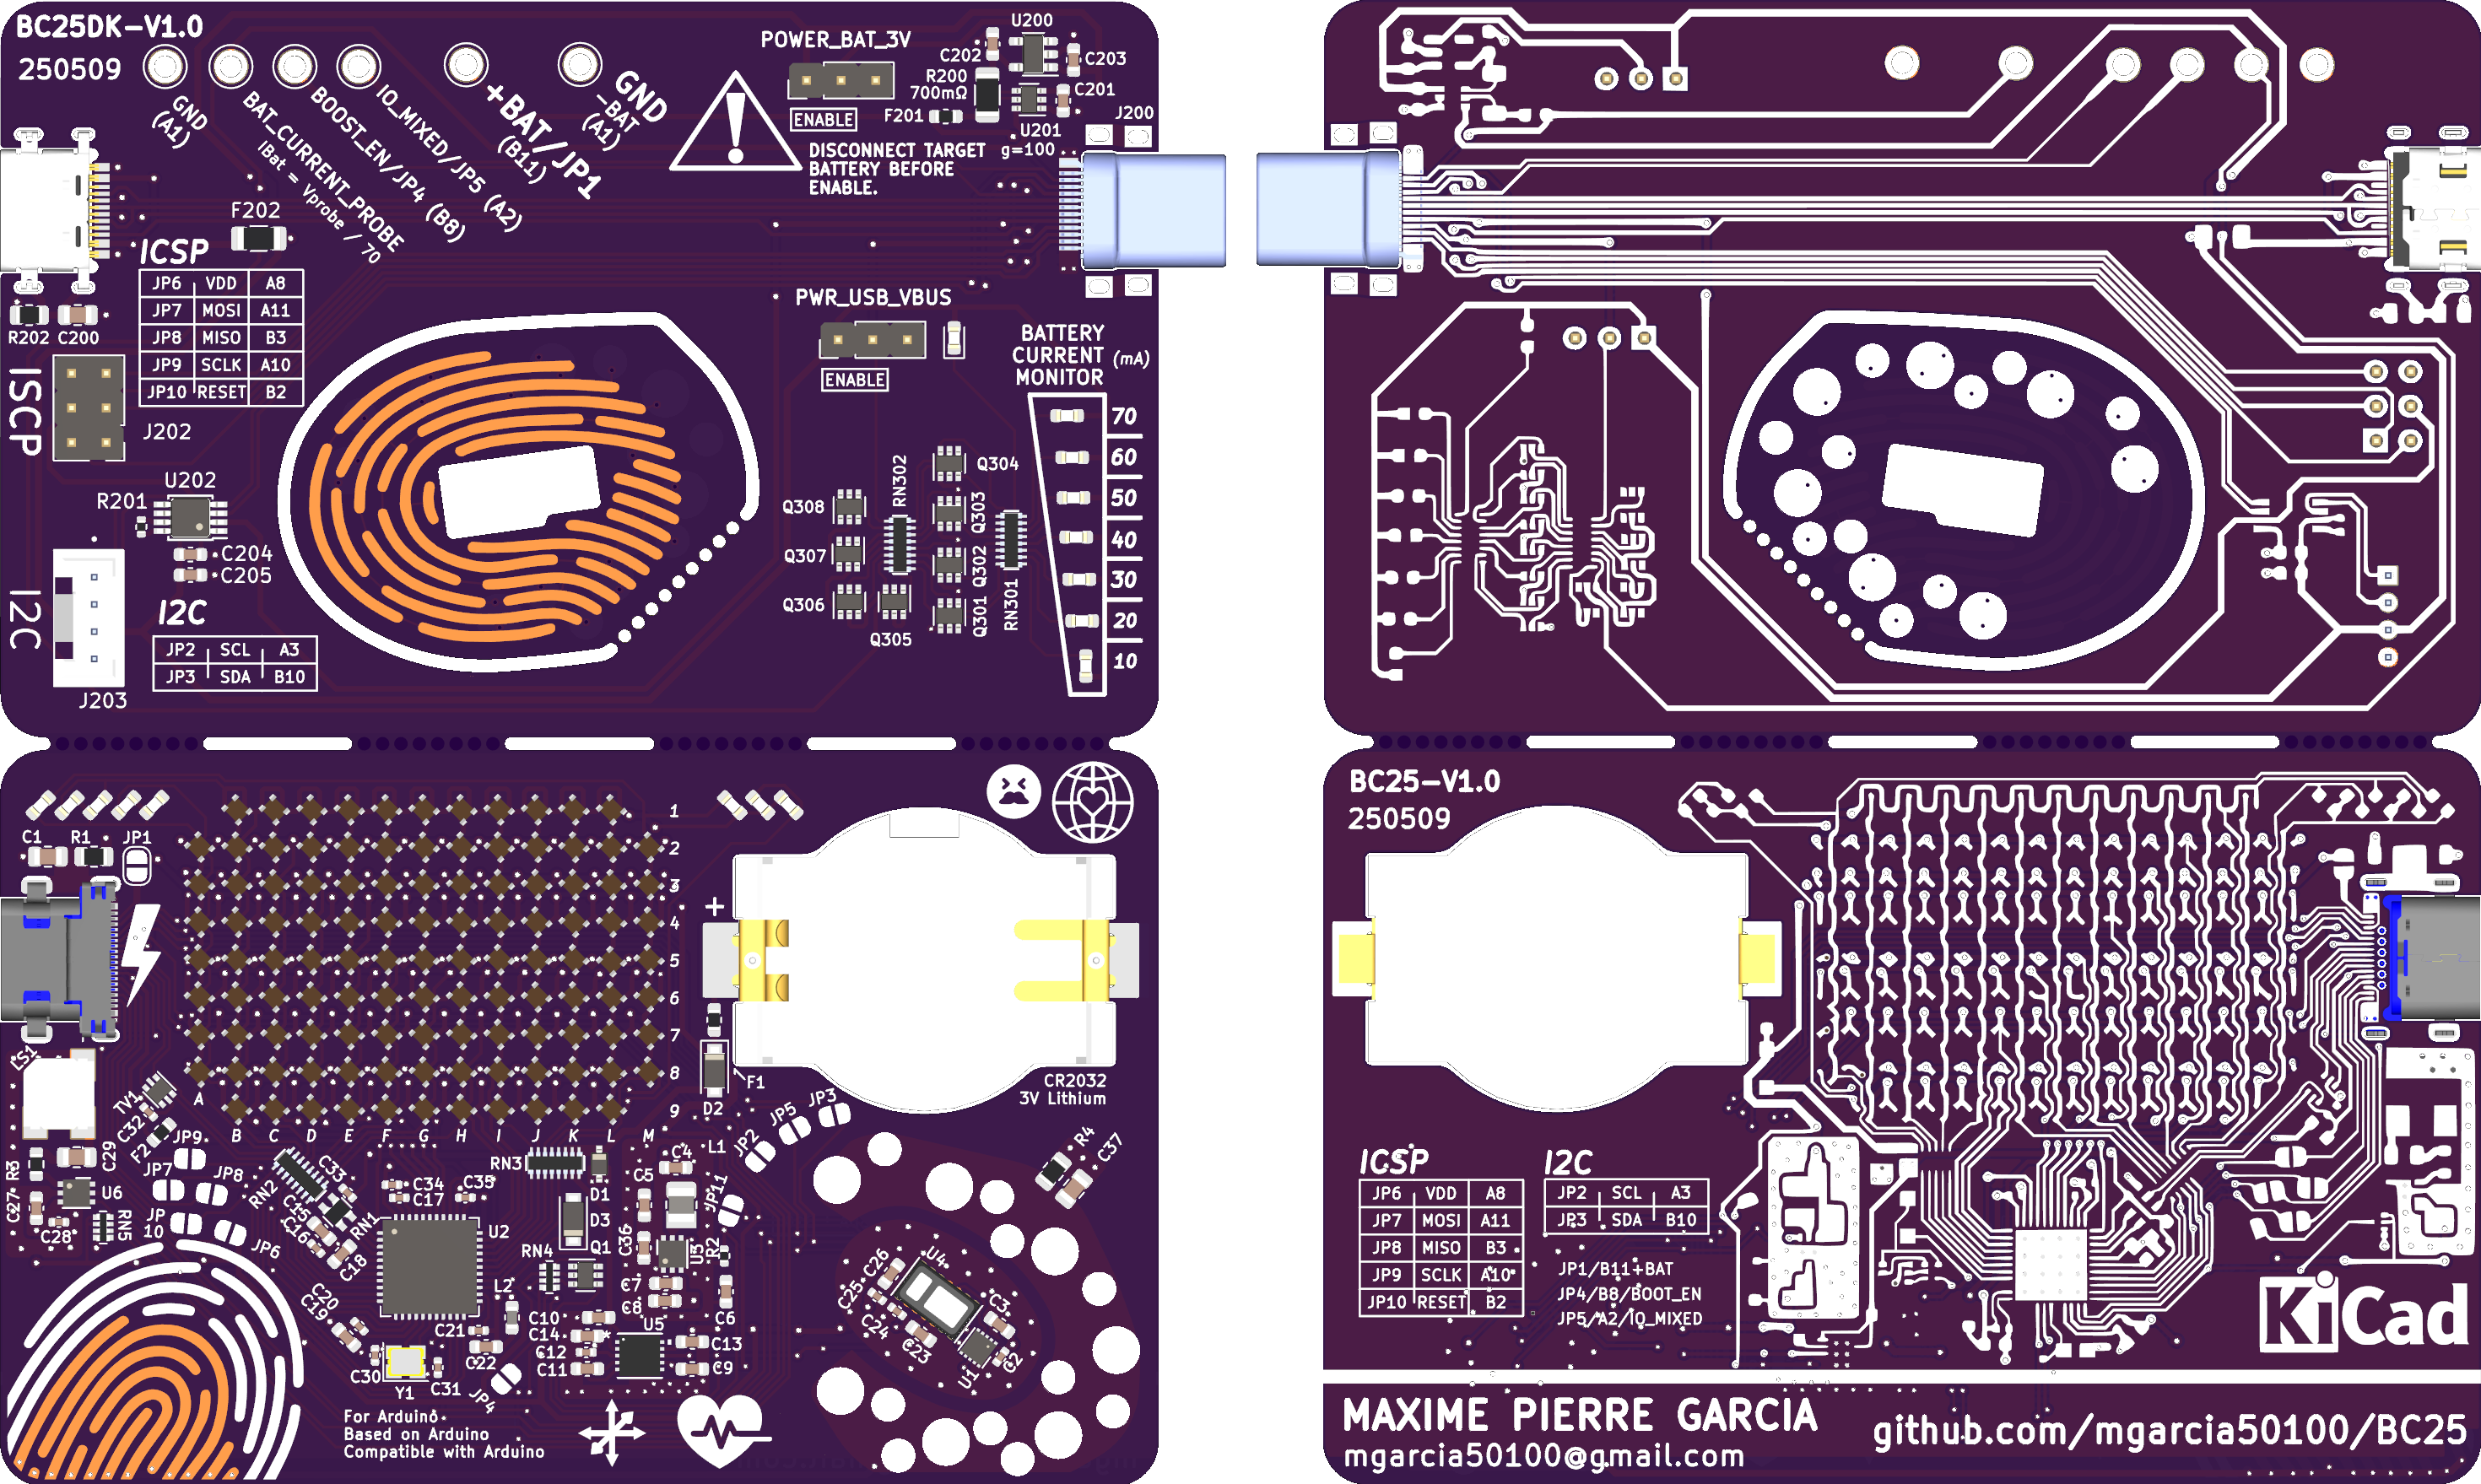 BC25DK-V1.0
250509
GND
(A1)
BAT_CURRENT_PROBE
IBat = Vprobe / 70
BOOST_EN/JP4 (B8)
IO_MIXED/JP5 (A2)
+BAT/JP1
(B11)
GND
-BAT
(A1)
POWER_BAT_3V
ENABLE
DISCONNECT TARGET
BATTERY BEFORE
ENABLE.
U200
C202
C203
R200
700mΩ
C201
F201
U201
g=100
J200
F202
ICSP
JP6 VDD A8
JP7 MOSI A11
JP8 MISO B3
JP9 SCLK A10
JP10 RESET B2
R202
C200
ISCP
J202
PWR_USB_VBUS
ENABLE
BATTERY
CURRENT (mA)
MONITOR
70
60
50
40
30
20
10
U202
R201
C204
C205
I2C
I2C
JP2 SCL A3
JP3 SDA B10
J203
Q308
Q307
Q306
Q305
RN302
Q304
Q303
Q302
Q301
RN301
C1
R1
JP1
1
2
3
4
5
6
7
8
9
A
B
C
D
E
F
G
H
I
J
K
L
M
+
F1
D2
CR2032
3V Lithium
LS1
TV1
C32
F2
JP9
JP7
JP8
JP
10
JP6
R3
C29
C27
U6
C28
RN5
RN2
C33
C15
C16
RN1
C18
C34
C17
C35
U2
RN3
D1
D3
Q1
RN4
L2
C4
L1
C5
C36
JP11
R2
U3
C7
C8
C6
JP2
JP5
JP3
R4
C37
C20
C19
C21
C22
C30
Y1
C31
JP4
C10
C14
C12
C11
U5
C13
C9
C26
U4
C25
C24
C23
C3
U1
C2
For Arduino
Based on Arduino
Compatible with Arduino
BC25-V1.0
250509
ICSP
JP6 VDD A8
JP7 MOSI A11
JP8 MISO B3
JP9 SCLK A10
JP10 RESET B2
I2C
JP2 SCL A3
JP3 SDA B10
JP1/B11+BAT
JP4/B8/BOOT_EN
JP5/A2/IO_MIXED
KiCad
MAXIME PIERRE GARCIA
mgarcia50100@gmail.com
github.com/mgarcia50100/BC25